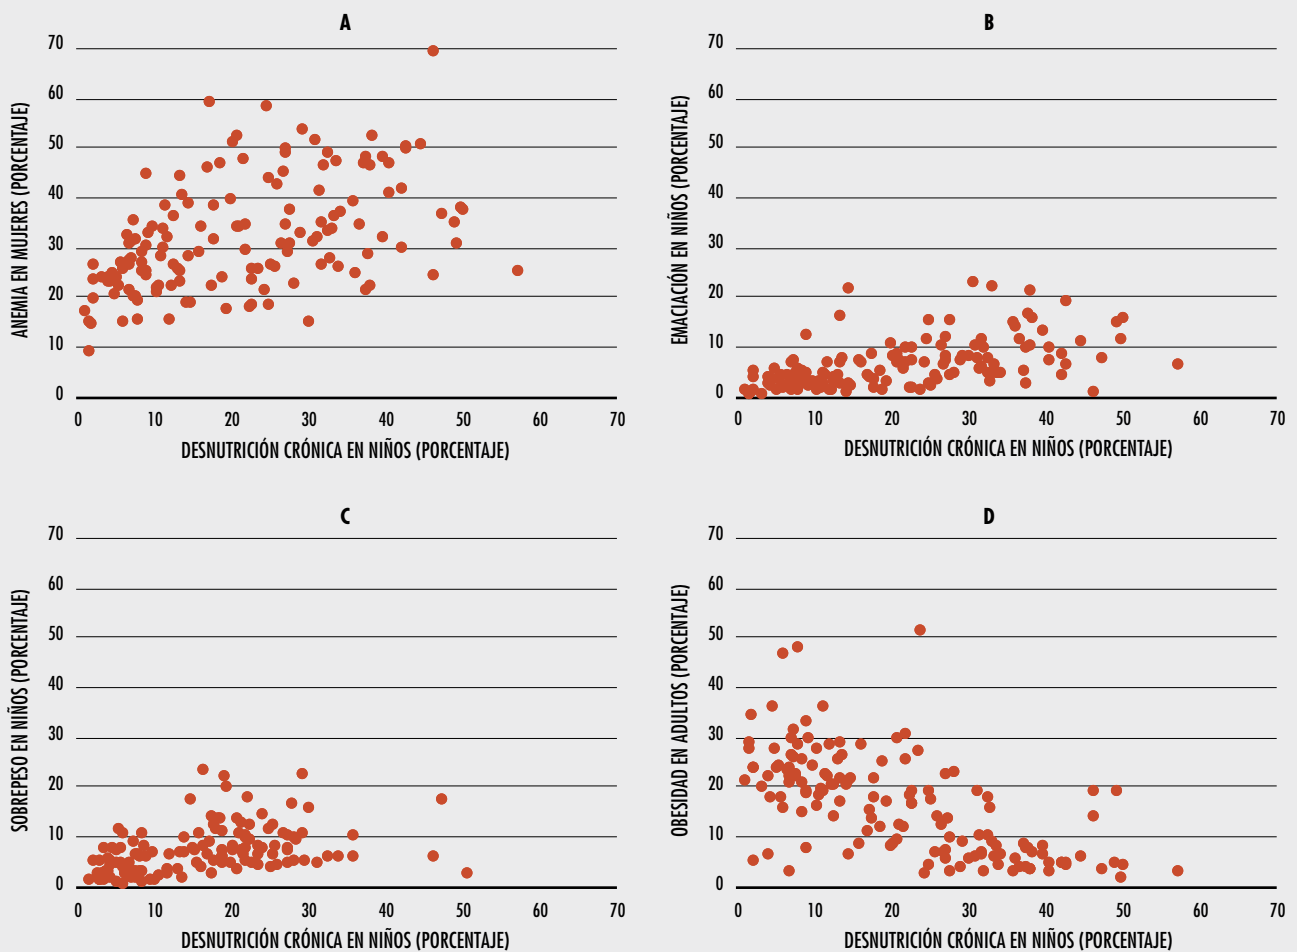 A
70
60
50
40
30
20
10
0
ANEMIA EN MUJERES (PORCENTAJE)
0 10 20 30 40 50 60 70
DESNUTRICIÓN CRÓNICA EN NIÑOS (PORCENTAJE)
B
70
60
50
40
30
20
10
0
EMACIACIÓN EN NIÑOS (PORCENTAJE)
0 10 20 30 40 50 60 70
DESNUTRICIÓN CRÓNICA EN NIÑOS (PORCENTAJE)
C
70
60
50
40
30
20
10
0
SOBREPESO EN NIÑOS (PORCENTAJE)
0 10 20 30 40 50 60 70
DESNUTRICIÓN CRÓNICA EN NIÑOS (PORCENTAJE)
D
70
60
50
40
30
20
10
0
OBESIDAD EN ADULTOS (PORCENTAJE)
0 10 20 30 40 50 60 70
DESNUTRICIÓN CRÓNICA EN NIÑOS (PORCENTAJE)